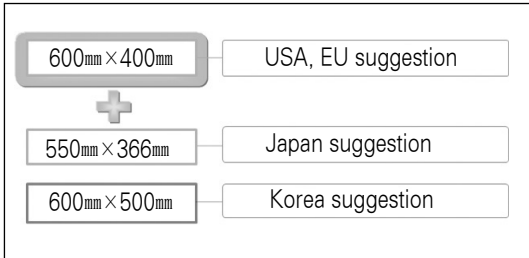 600㎜×400㎜ USA, EU suggestion
550㎜×366㎜ Japan suggestion
600㎜×500㎜ Korea suggestion